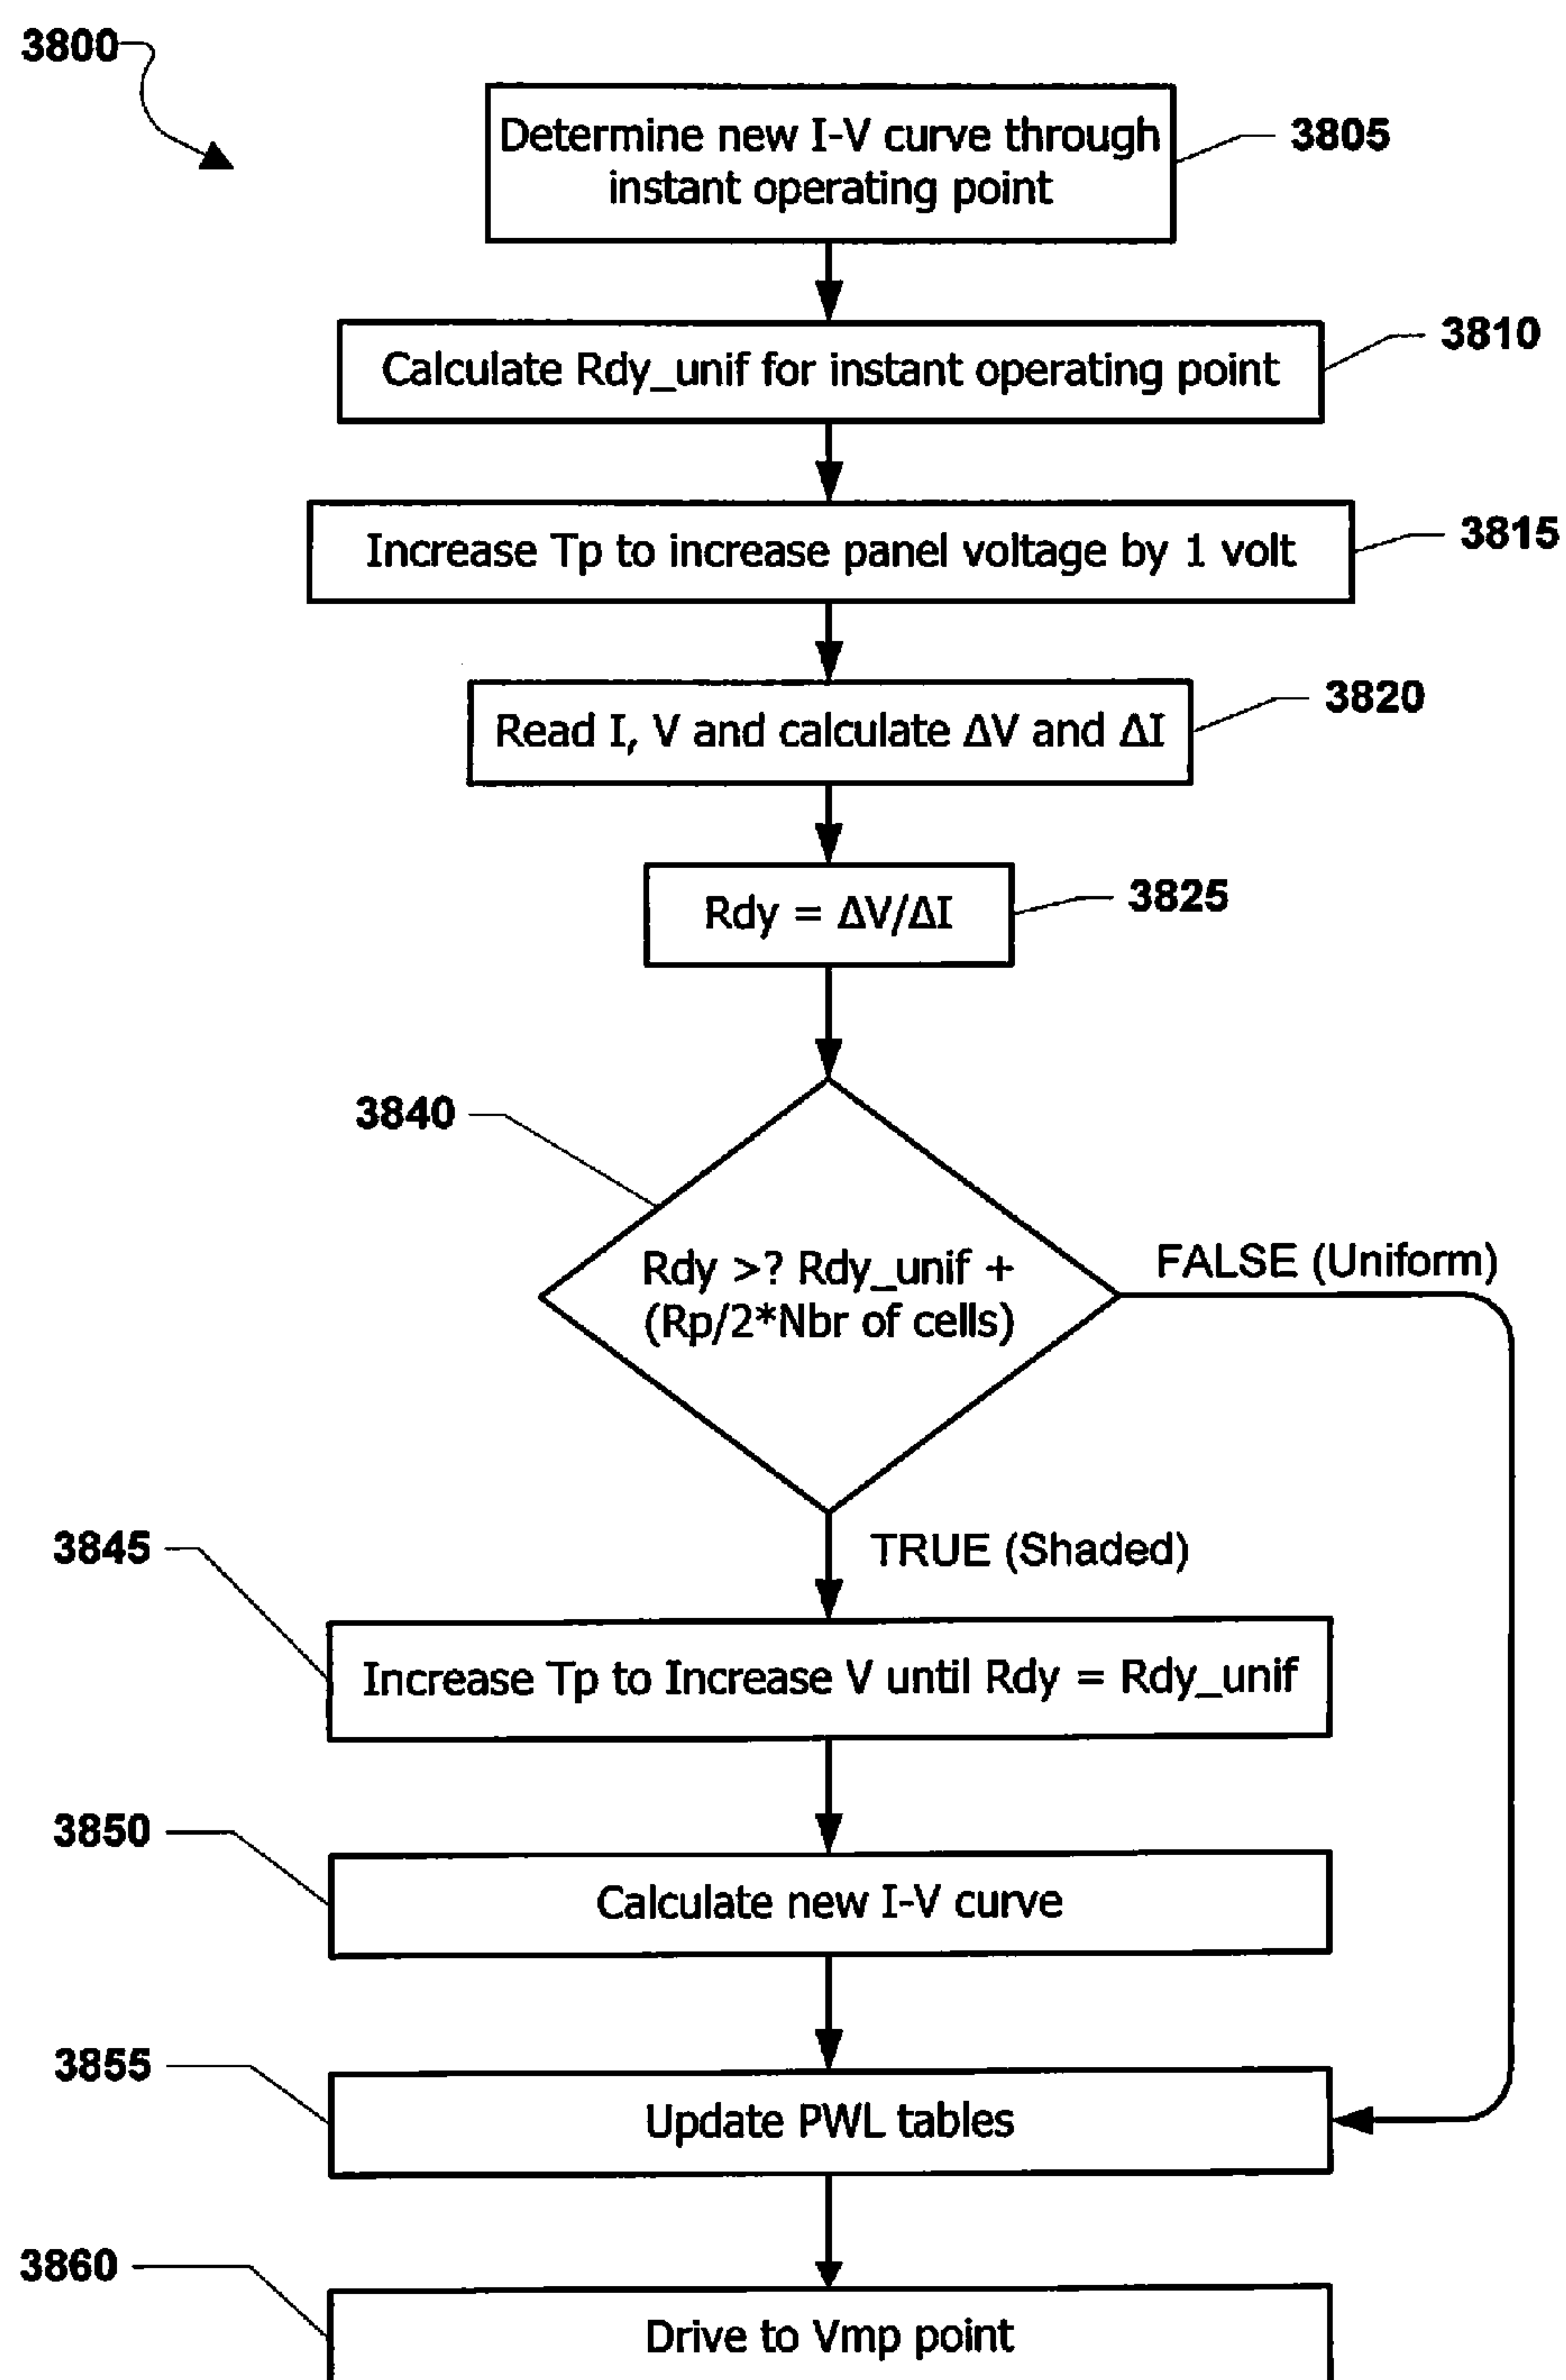 3800
Determine new I-V curve through
instant operating point
3805
Calculate Rdy_unif for instant operating point
3810
Increase Tp to increase panel voltage by 1 volt
3815
Read I, V and calculate ΔV and ΔI
3820
Rdy = ΔV/ΔI
3825
3840
Rdy >? Rdy_unif +
(Rp/2*Nbr of cells)
FALSE (Uniform)
TRUE (Shaded)
3845
Increase Tp to Increase V until Rdy = Rdy_unif
3850
Calculate new I-V curve
3855
Update PWL tables
3860
Drive to Vmp point